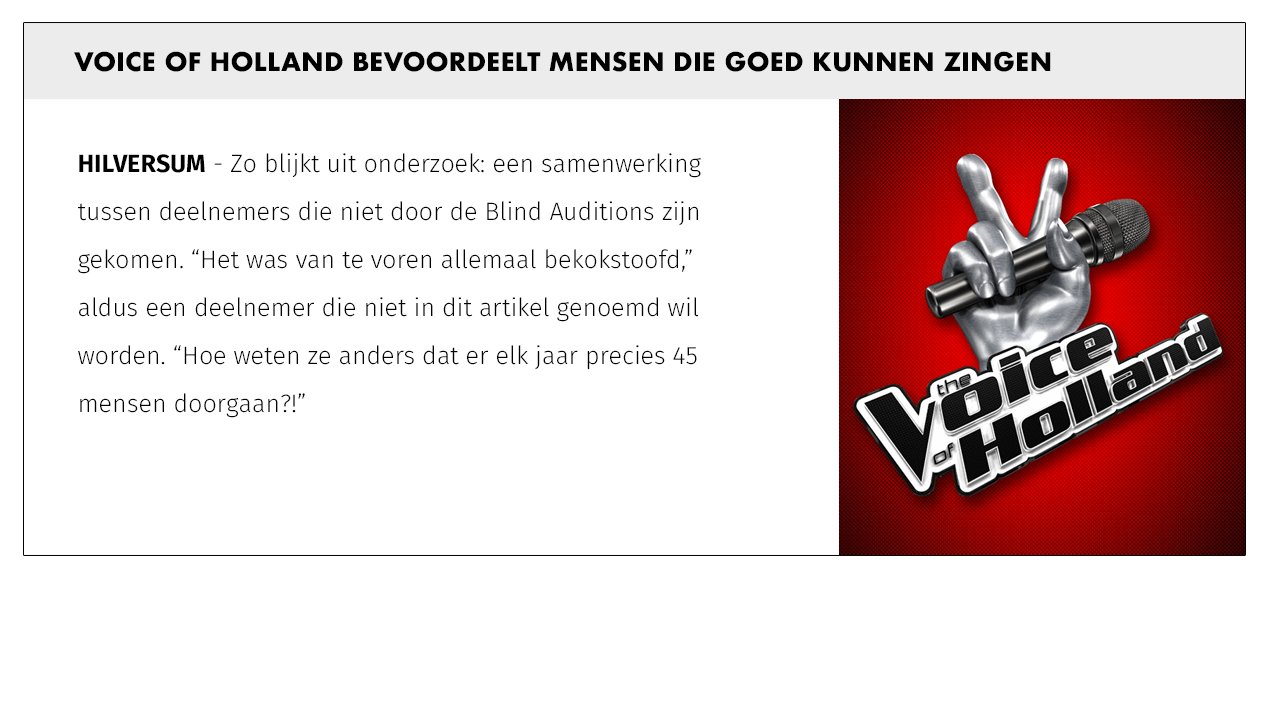 VOICE OF HOLLAND BEVOORDEELT MENSEN DIE GOED KUNNEN ZINGEN
HILVERSUM - Zo blijkt uit onderzoek: een samenwerking
tussen deelnemers die niet door de Blind Auditions zijn
gekomen. “Het was van te voren allemaal bekokstoofd,”
aldus een deelnemer die niet in dit artikel genoemd wil
worden. “Hoe weten ze anders dat er elk jaar precies 45
mensen doorgaan?!”
the
Voice
of
Holland